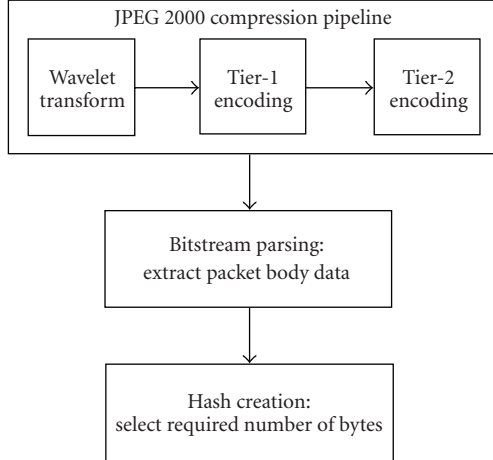 JPEG 2000 compression pipeline
Wavelet
transform
Tier-1
encoding
Tier-2
encoding
Bitstream parsing:
extract packet body data
Hash creation:
select required number of bytes